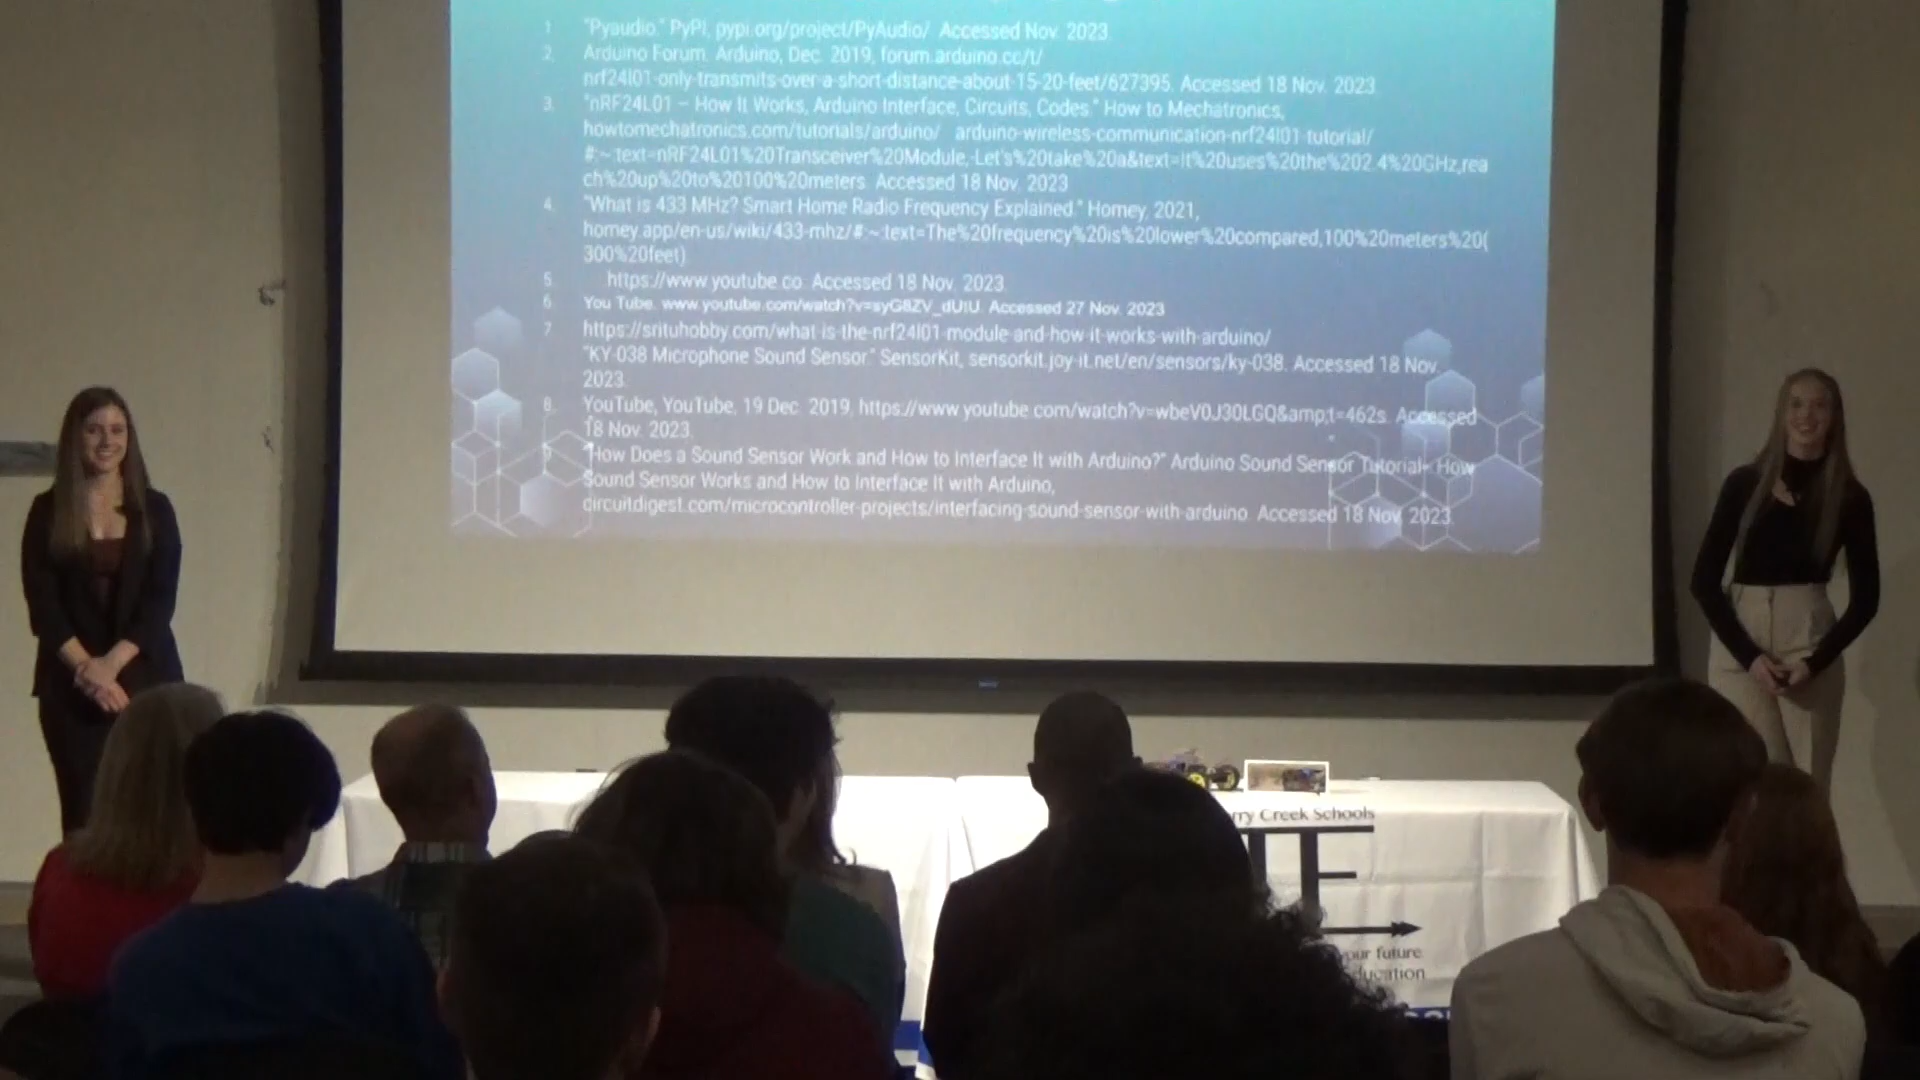 1. "Pyaudio." PyPI, pypi.org/project/PyAudio/. Accessed Nov. 2023.
2. Arduino Forum. Arduino, Dec. 2019, forum.arduino.cc/t/
nrf24l01-only-transmits-over-a-short-distance-about-15-20-feet/627395. Accessed 18 Nov. 2023.
3. "nRF24L01 – How It Works, Arduino Interface, Circuits, Codes." How to Mechatronics,
howtomechatronics.com/tutorials/arduino/ arduino-wireless-communication-nrf24l01-tutorial/
#:~:text=nRF24L01%20Transceiver%20Module,-Let's%20take%20a&text=It%20uses%20the%202.4%20GHz,rea
ch%20up%20to%20100%20meters. Accessed 18 Nov. 2023
4. "What is 433 MHz? Smart Home Radio Frequency Explained." Homey, 2021,
homey.app/en-us/wiki/433-mhz/#:~:text=The%20frequency%20is%20lower%20compared,100%20meters%20(
300%20feet).
5. https://www.youtube.co. Accessed 18 Nov. 2023.
6. You Tube. www.youtube.com/watch?v=syG8ZV_dUtU. Accessed 27 Nov. 2023
7. https://srituhobby.com/what-is-the-nrf24l01-module-and-how-it-works-with-arduino/
"KY-038 Microphone Sound Sensor." SensorKit, sensorkit.joy-it.net/en/sensors/ky-038. Accessed 18 Nov.
2023.
8. YouTube, YouTube, 19 Dec. 2019, https://www.youtube.com/watch?v=wbeV0J30LGQ&amp;t=462s. Accessed
18 Nov. 2023.
9. "How Does a Sound Sensor Work and How to Interface It with Arduino?" Arduino Sound Sensor Tutorial- How
Sound Sensor Works and How to Interface It with Arduino,
circuitdigest.com/microcontroller-projects/interfacing-sound-sensor-with-arduino. Accessed 18 Nov. 2023.
rry Creek Schools
your future
education